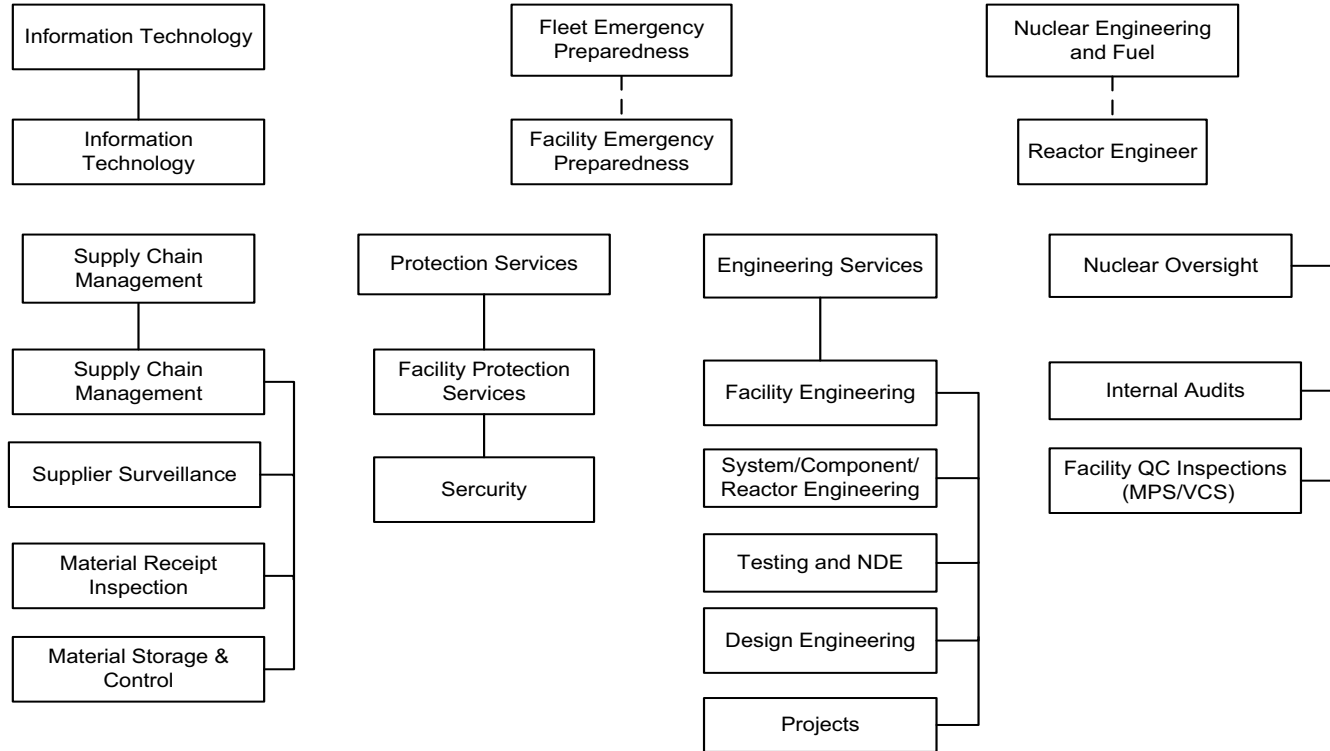 Information Technology
Fleet Emergency
Preparedness
Nuclear Engineering
and Fuel
Information
Technology
Facility Emergency
Preparedness
Reactor Engineer
Supply Chain
Management
Protection Services
Engineering Services
Nuclear Oversight
Supply Chain
Management
Facility Protection
Services
Facility Engineering
Internal Audits
Supplier Surveillance
Sercurity
System/Component/
Reactor Engineering
Facility QC Inspections
(MPS/VCS)
Material Receipt
Inspection
Testing and NDE
Material Storage &
Control
Design Engineering
Projects